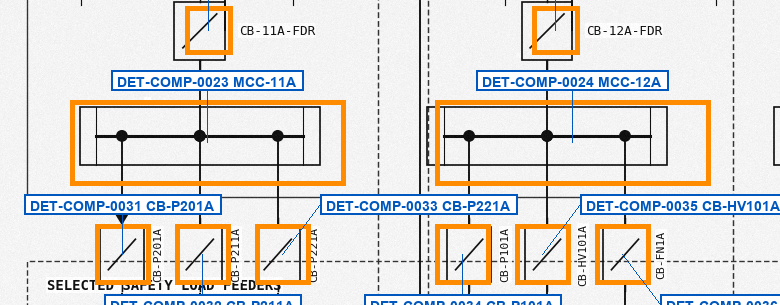 CB-11A-FDR
CB-12A-FDR
DET-COMP-0023 MCC-11A
DET-COMP-0024 MCC-12A
DET-COMP-0031 CB-P201A
DET-COMP-0033 CB-P221A
DET-COMP-0035 CB-HV101A
CB-P201A
CB-P211A
CB-P221A
CB-P101A
CB-HV101A
CB-FN1A
SELECTED SAFETY LOAD FEEDERS